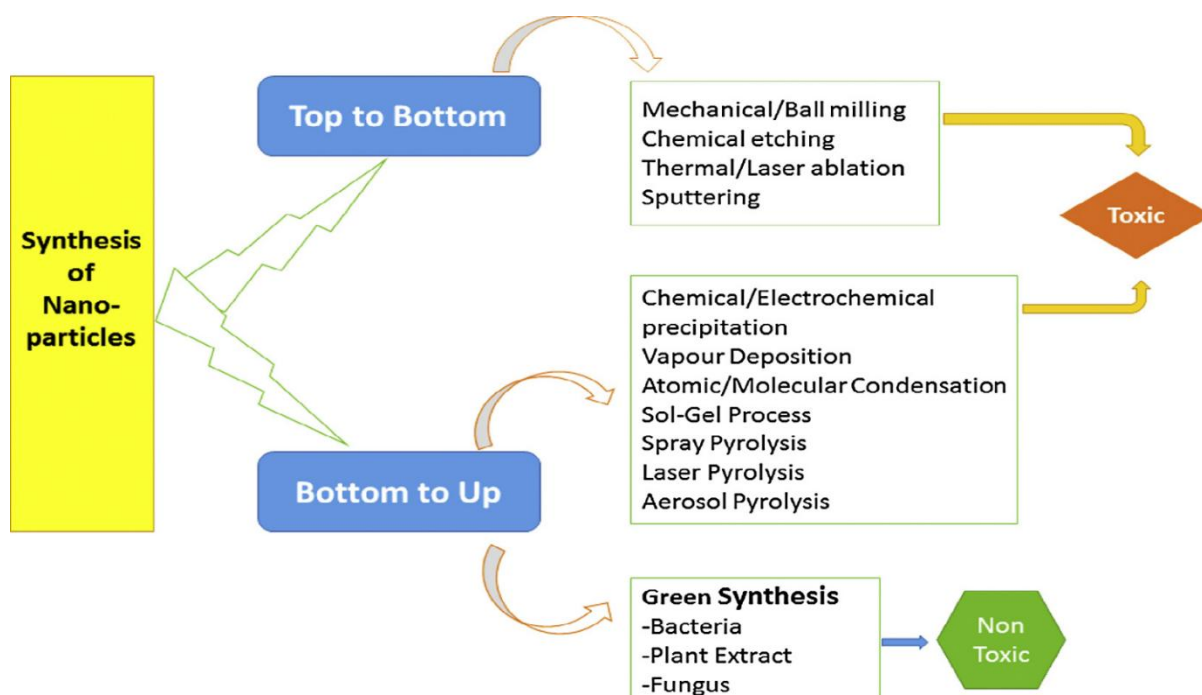 Synthesis
of
Nano-
particles
Top to Bottom
Mechanical/Ball milling
Chemical etching
Thermal/Laser ablation
Sputtering
Toxic
Chemical/Electrochemical
precipitation
Vapour Deposition
Atomic/Molecular Condensation
Sol-Gel Process
Spray Pyrolysis
Laser Pyrolysis
Aerosol Pyrolysis
Bottom to Up
Green Synthesis
-Bacteria
-Plant Extract
-Fungus
Non
Toxic